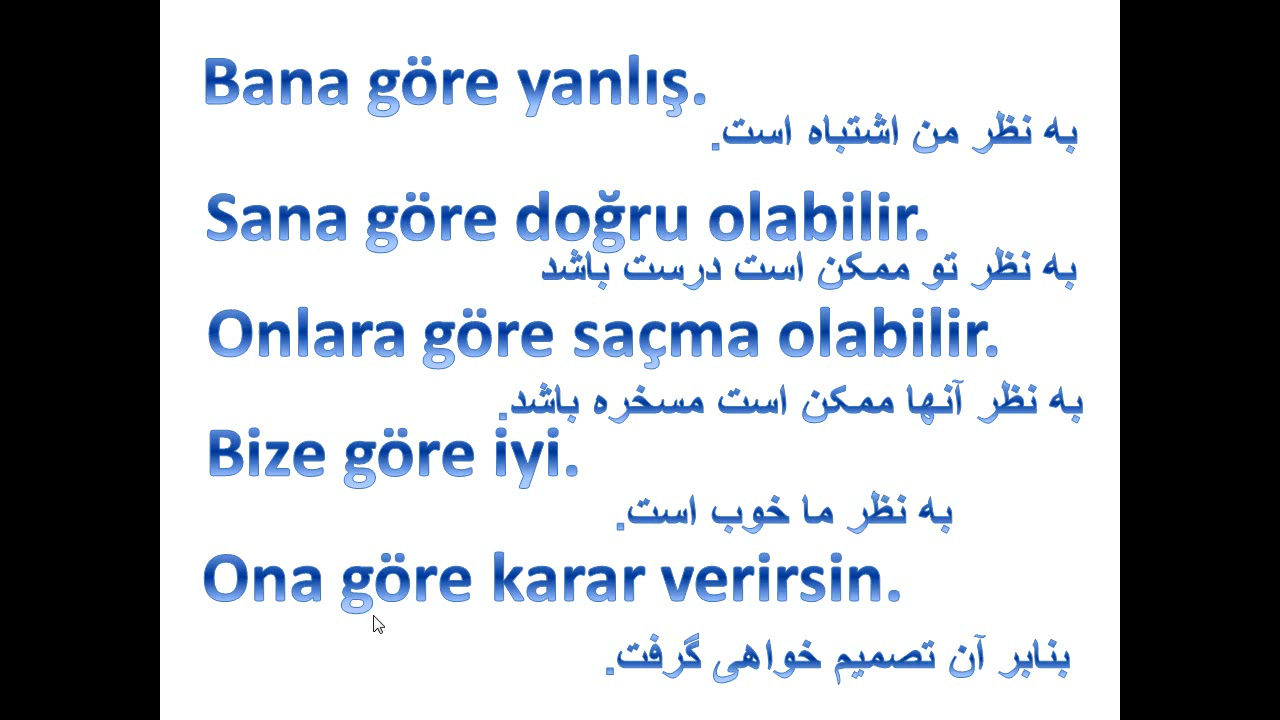 Bana göre yanlış.
به نظر من اشتباه است.
Sana göre doğru olabilir.
به نظر تو ممکن است درست باشد
Onlara göre saçma olabilir.
به نظر آنها ممکن است مسخره باشد.
Bize göre iyi.
به نظر ما خوب است.
Ona göre karar verirsin.
بنابر آن تصمیم خواهی گرفت.